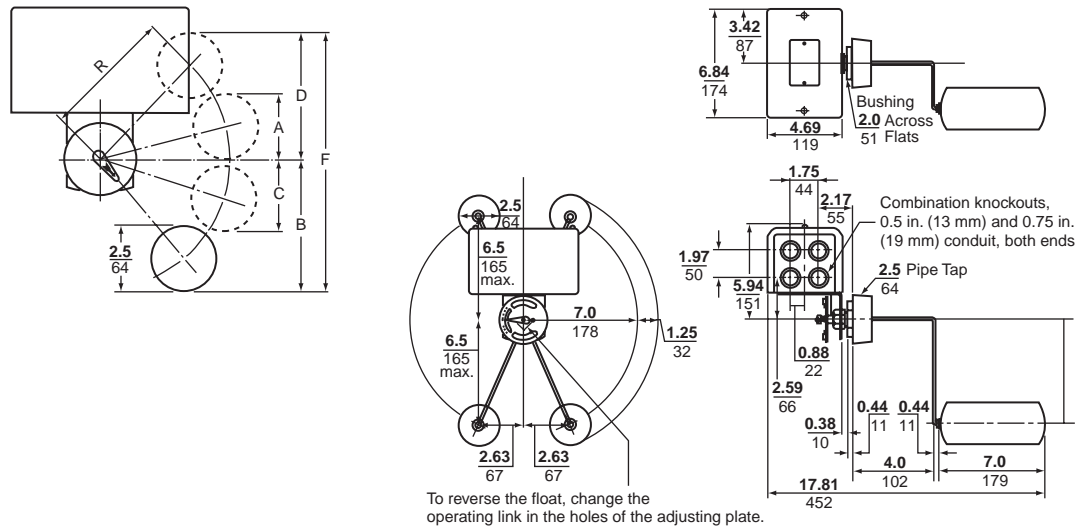 R
D
A
F
C
B
2.5
64
2.5
64
6.5
165
max.
7.0
178
1.25
32
6.5
165
max.
2.63
67
2.63
67
To reverse the float, change the
operating link in the holes of the adjusting plate.
3.42
87
6.84
174
4.69
119
Bushing
2.0 Across
51 Flats
1.75
44
2.17
55
Combination knockouts,
0.5 in. (13 mm) and 0.75 in.
(19 mm) conduit, both ends
1.97
50
5.94
151
2.5 Pipe Tap
64
0.88
22
2.59
66
0.38
10
0.44
11
0.44
11
4.0
102
7.0
179
17.81
452